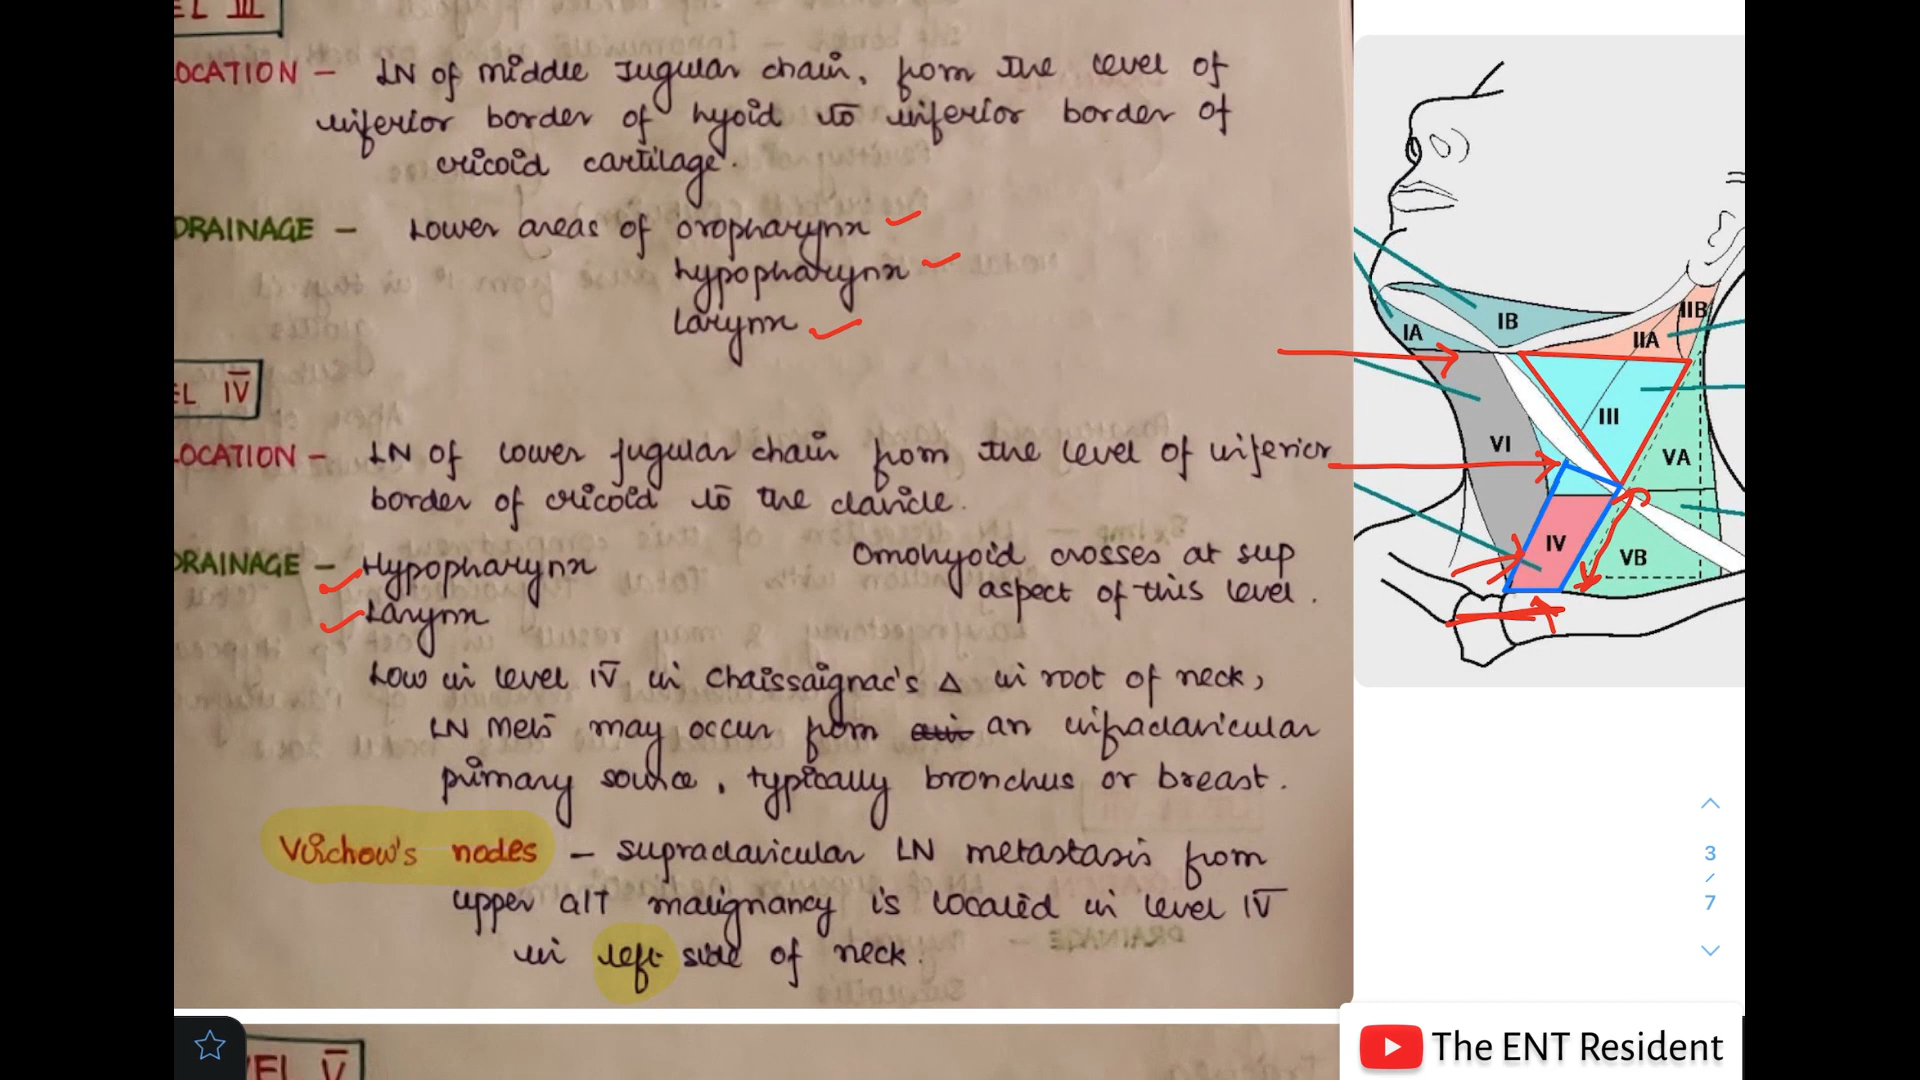 EL III
OCATION - LN of middle Jugular chain, from the level of
inferior border of hyoid to inferior border of
cricoid cartilage.
DRAINAGE - Lower areas of oropharynx
hypopharynx
Larynx
EL IV
LOCATION - LN of lower jugular chain from the level of inferior
border of cricoid to the clavicle.
DRAINAGE - Hypopharynx
Larynx
Omohyoid crosses at sup
aspect of this level.
Low in level IV in Chaissaignac's Δ in root of neck,
LN mets may occur from an infraclavicular
primary source, typically bronchus or breast.
Virchow's nodes - supraclavicular LN metastasis from
upper GIT malignancy is located in level IV
in left side of neck.
VEL V
IA
IB
IIA
IIB
III
VI
VA
IV
VB
3
/
7
The ENT Resident